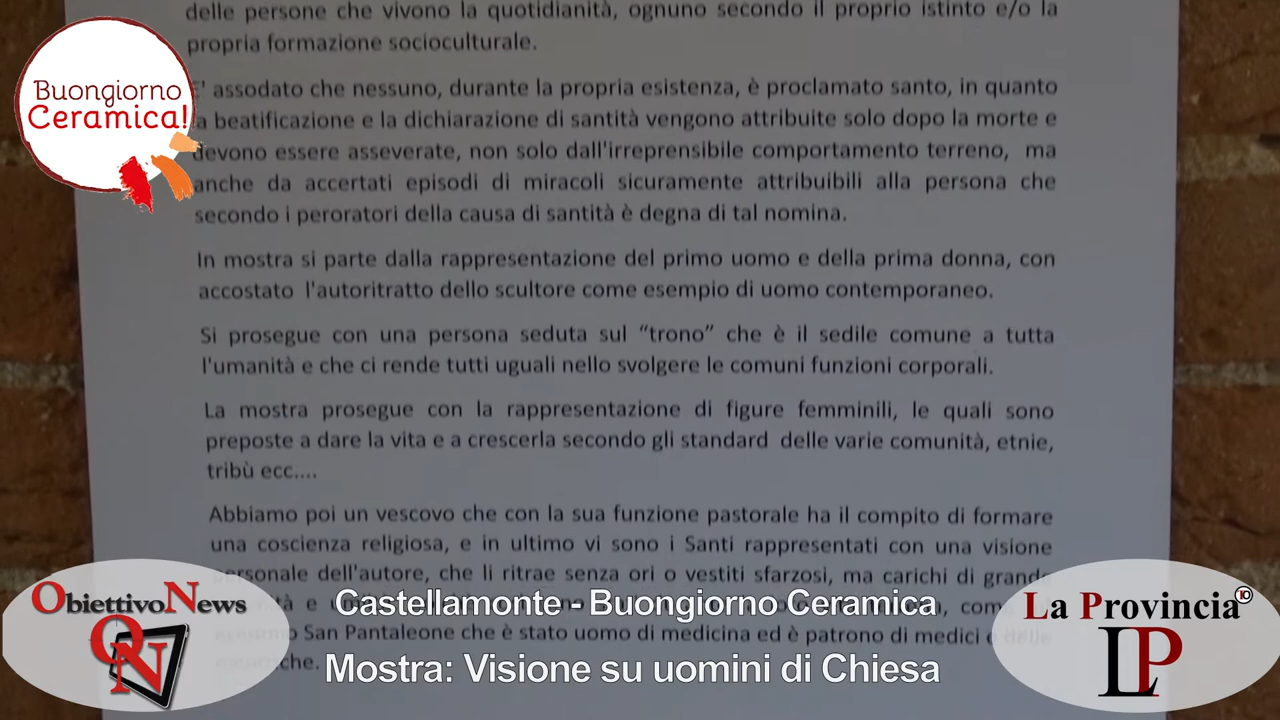 delle persone che vivono la quotidianità, ognuno secondo il proprio istinto e/o la
propria formazione socioculturale.
E' assodato che nessuno, durante la propria esistenza, è proclamato santo, in quanto
la beatificazione e la dichiarazione di santità vengono attribuite solo dopo la morte e
devono essere asseverate, non solo dall'irreprensibile comportamento terreno, ma
anche da accertati episodi di miracoli sicuramente attribuibili alla persona che
secondo i peroratori della causa di santità è degna di tal nomina.
In mostra si parte dalla rappresentazione del primo uomo e della prima donna, con
accostato l'autoritratto dello scultore come esempio di uomo contemporaneo.
Si prosegue con una persona seduta sul “trono” che è il sedile comune a tutta
l'umanità e che ci rende tutti uguali nello svolgere le comuni funzioni corporali.
La mostra prosegue con la rappresentazione di figure femminili, le quali sono
preposte a dare la vita e a crescerla secondo gli standard delle varie comunità, etnie,
tribù ecc....
Abbiamo poi un vescovo che con la sua funzione pastorale ha il compito di formare
una coscienza religiosa, e in ultimo vi sono i Santi rappresentati con una visione
personale dell'autore, che li ritrae senza ori o vestiti sfarzosi, ma carichi di grande
e
San Pantaleone che è stato uomo di medicina ed è patrono di medici e delle
Buongiorno
Ceramica!
ObiettivoNews
ON
Castellamonte - Buongiorno Ceramica
Mostra: Visione su uomini di Chiesa
La Provincia
LP